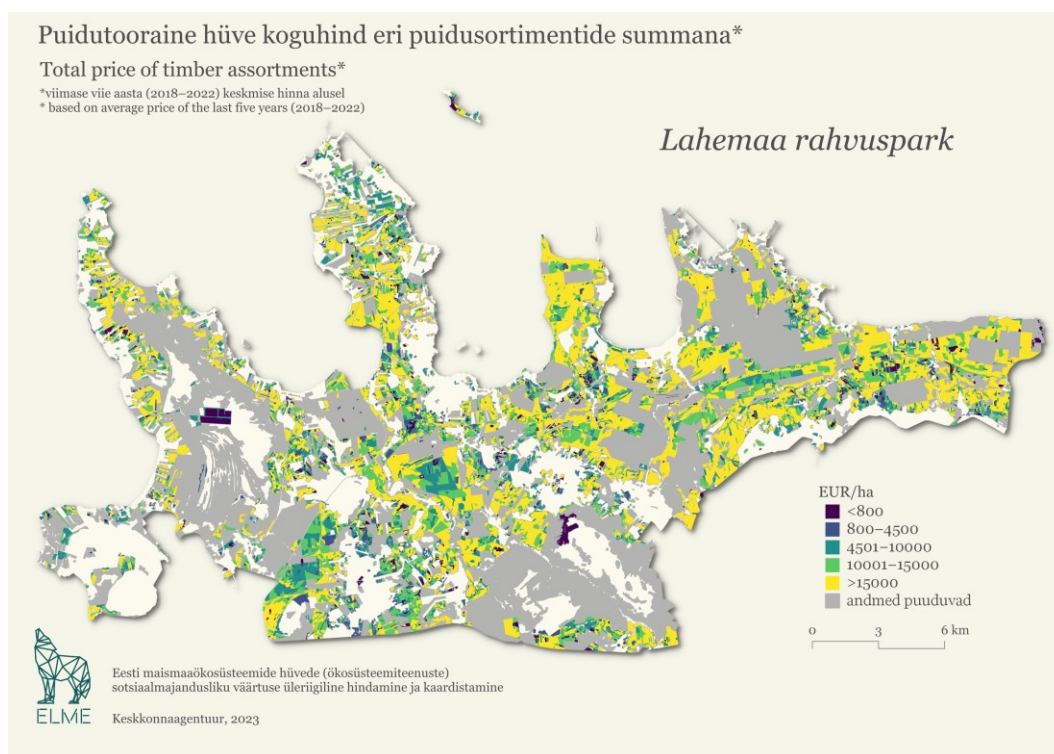 Puidutooraine hüve koguhind eri puidusortimentide summana*
Total price of timber assortments*
*viimase viie aasta (2018–2022) keskmise hinna alusel
* based on average price of the last five years (2018–2022)
Lahemaa rahvuspark
EUR/ha
<800
800–4500
4501–10000
10001–15000
>15000
andmed puuduvad
0 3 6 km
Eesti maismaaökosüsteemide hüvede (ökosüsteemiteenuste)
sotsiaalmajandusliku väärtuse üleriigiline hindamine ja kaardistamine
ELME
Keskkonnaagentuur, 2023